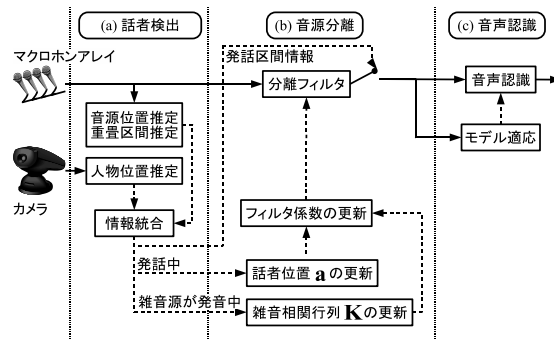 (a) 話者検出
(b) 音源分離
(c) 音声認識
マクロホンアレイ
発話区間情報
分離フィルタ
音声認識
音源位置推定
重畳区間推定
モデル適応
人物位置推定
カメラ
情報統合
フィルタ係数の更新
発話中
話者位置 a の更新
雑音源が発音中
雑音相関行列 K の更新